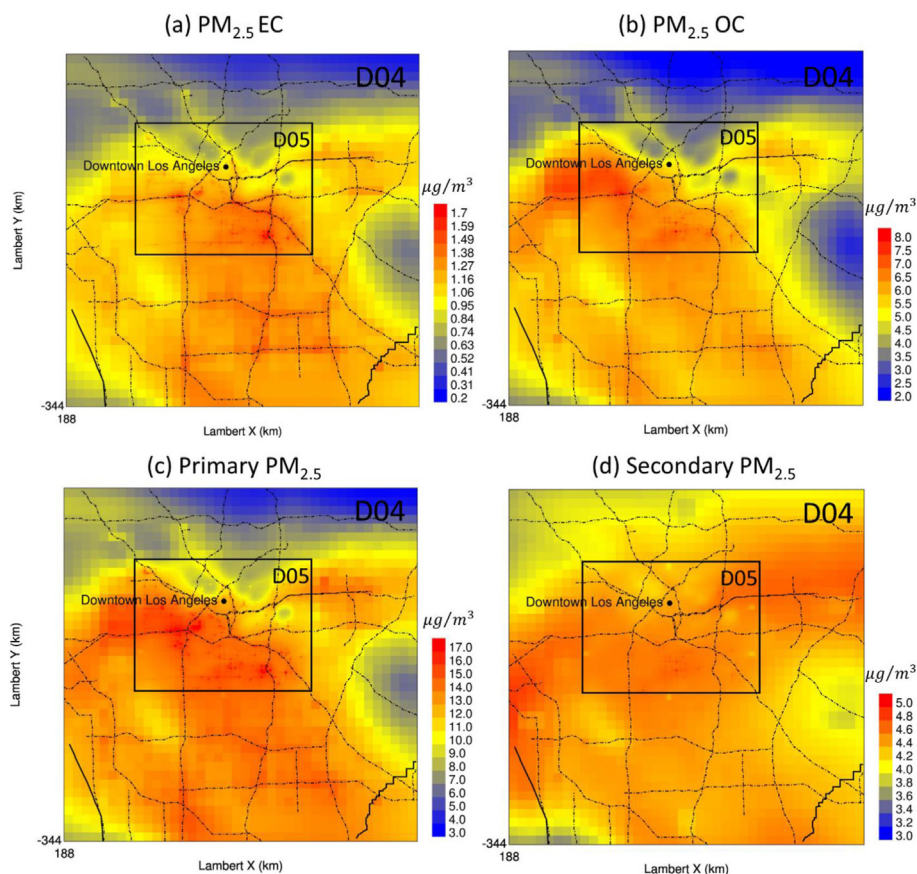 (a) PM2.5 EC
(b) PM2.5 OC
D04
D05
Downtown Los Angeles
Lambert Y (km)
-344
188
Lambert X (km)
μg/m³
1.7
1.59
1.48
1.38
1.27
1.16
1.06
0.95
0.84
0.74
0.63
0.52
0.41
0.31
0.2
D04
D05
Downtown Los Angeles
-344
188
Lambert X (km)
μg/m³
8.0
7.5
7.0
6.5
6.0
5.5
5.0
4.5
4.0
3.5
3.0
2.5
2.0
(c) Primary PM2.5
(d) Secondary PM2.5
D04
D05
Downtown Los Angeles
Lambert Y (km)
-344
188
Lambert X (km)
μg/m³
17.0
16.0
15.0
14.0
13.0
12.0
11.0
10.0
9.0
8.0
7.0
6.0
5.0
4.0
3.0
D04
D05
Downtown Los Angeles
-344
188
Lambert X (km)
μg/m³
5.0
4.8
4.6
4.4
4.2
4.0
3.8
3.6
3.4
3.2
3.0